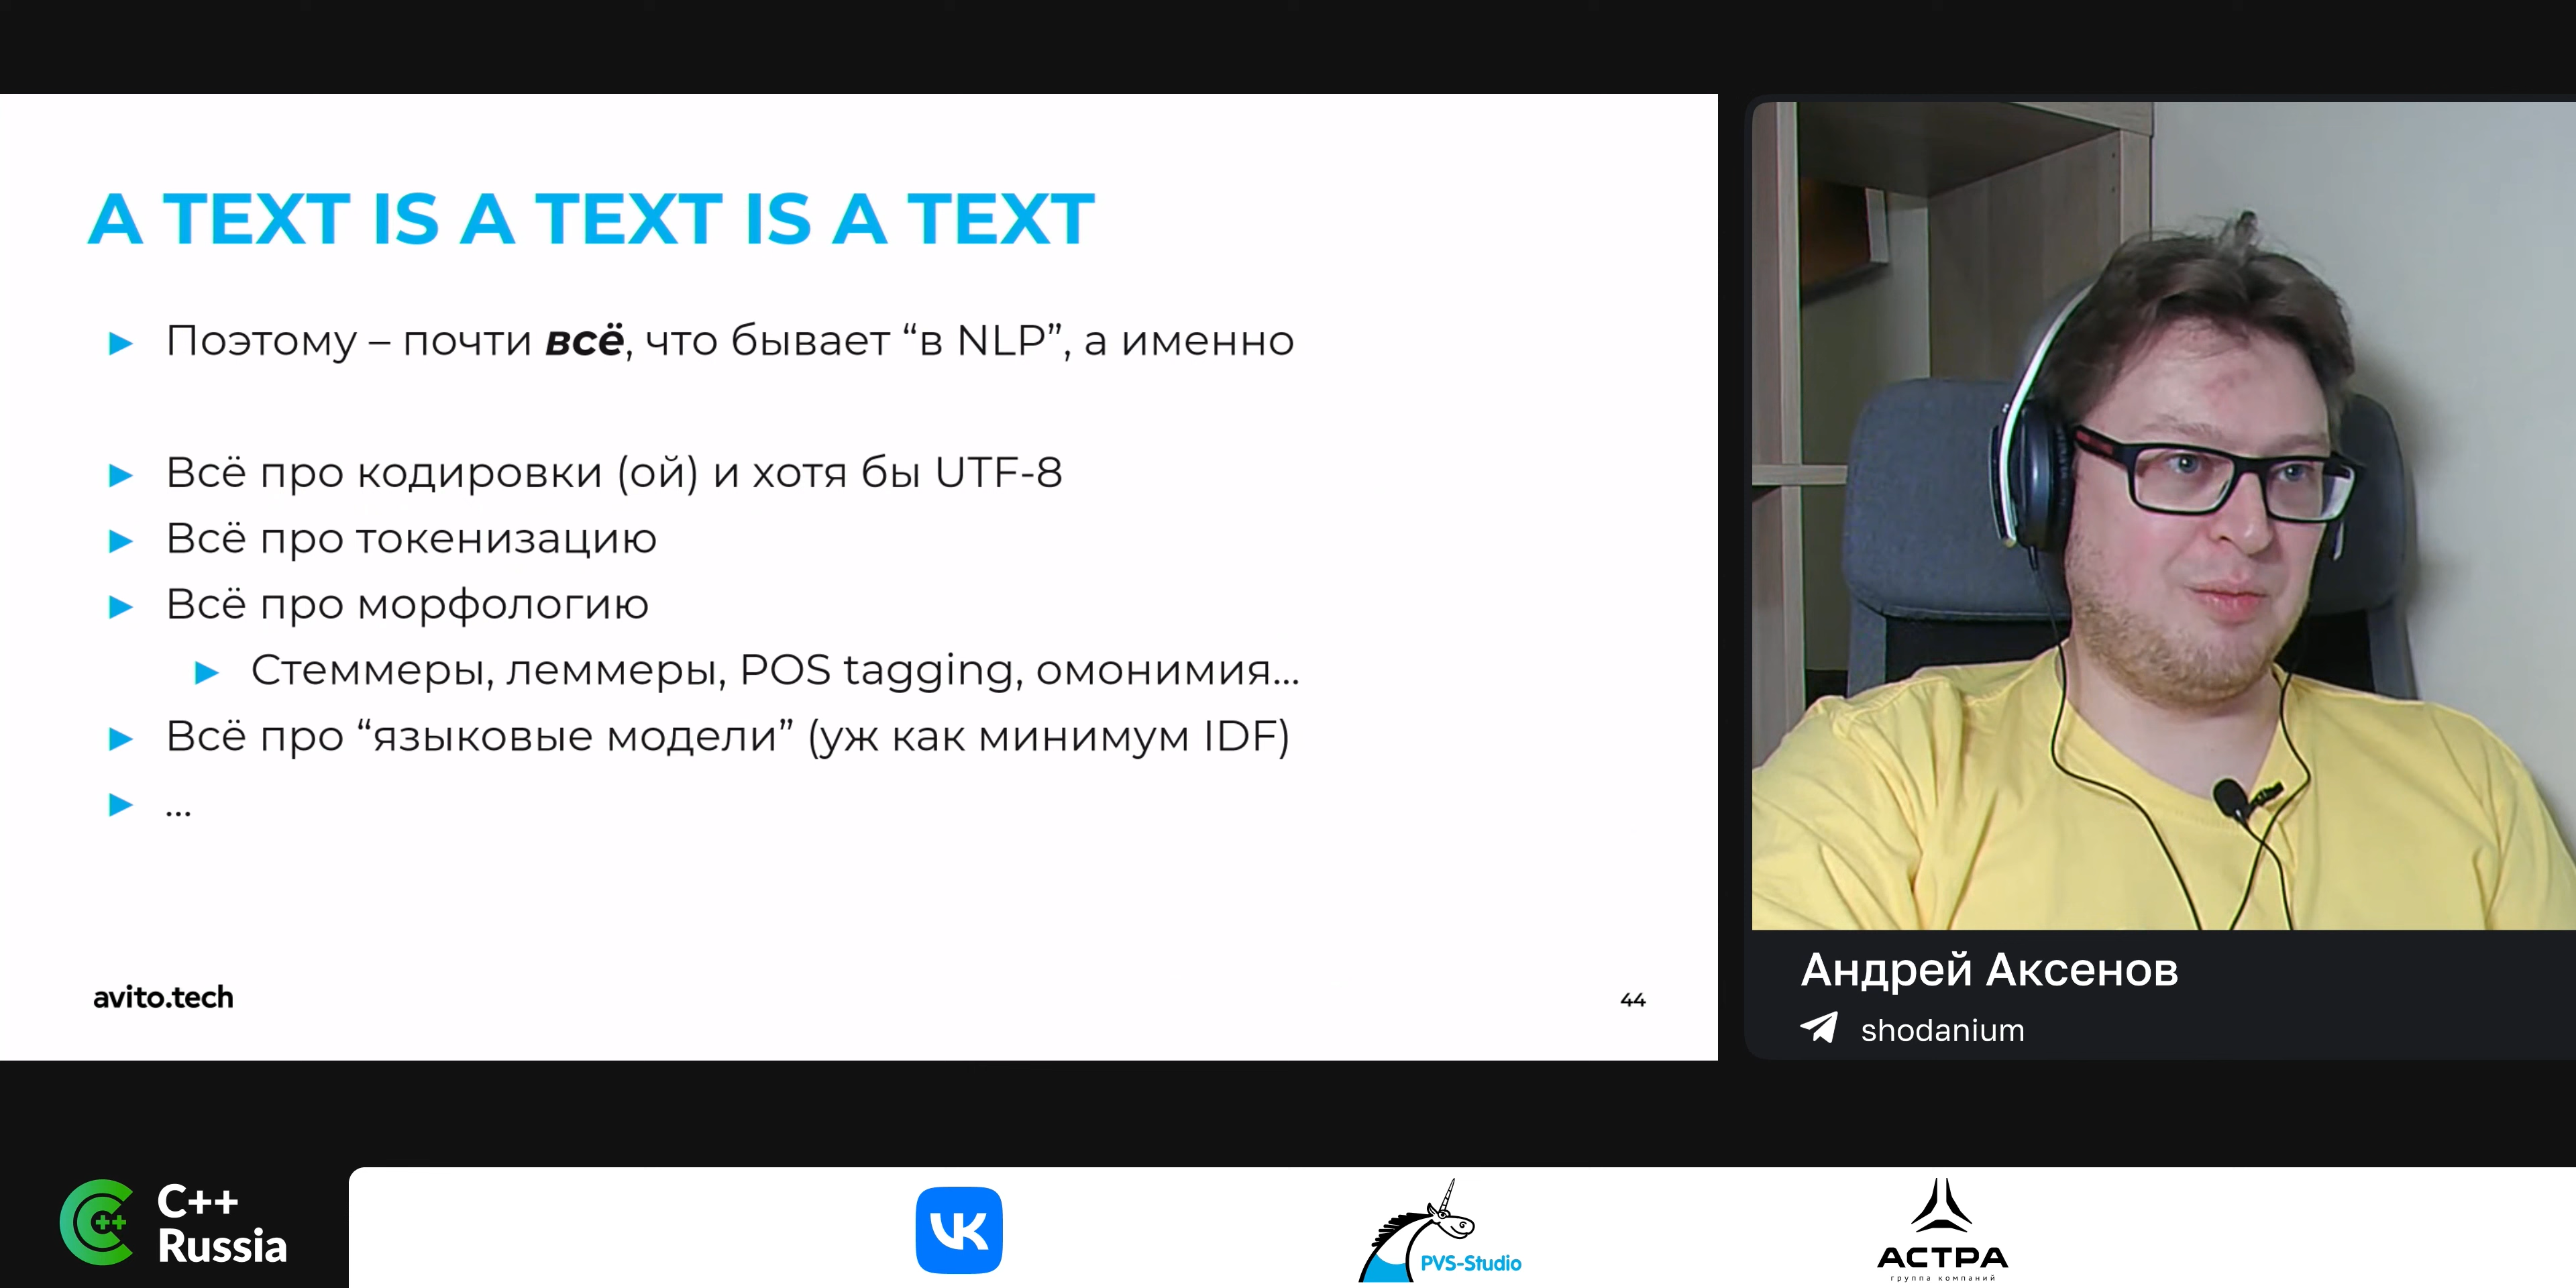 A TEXT IS A TEXT IS A TEXT
Поэтому – почти всё, что бывает “в NLP”, а именно
Всё про кодировки (ой) и хотя бы UTF-8
Всё про токенизацию
Всё про морфологию
Стеммеры, леммеры, POS tagging, омонимия...
Всё про “языковые модели” (уж как минимум IDF)
...
avito.tech
44
Андрей Аксенов
shodanium
C++
C++
Russia
VK
PVS-Studio
АСТРА
группа компаний